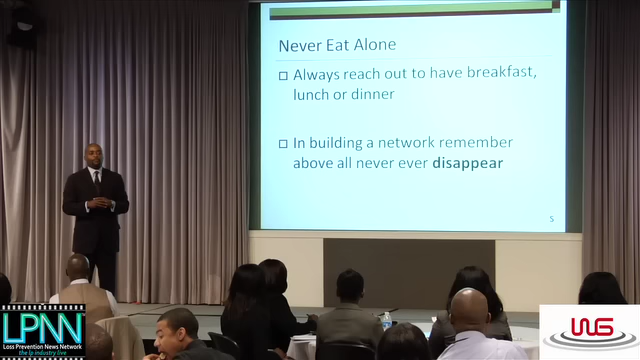 Never Eat Alone
Always reach out to have breakfast,
lunch or dinner
In building a network remember
above all never ever disappear
5
LPNN
Loss Prevention News Network
the lp industry live